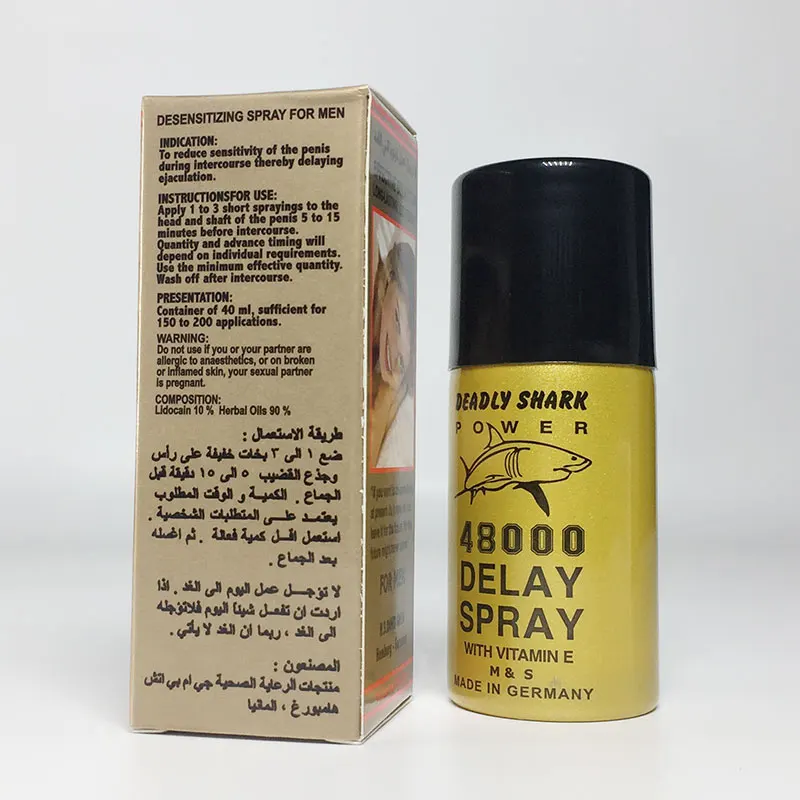 DESENSITIZING SPRAY FOR MEN
INDICATION:
To reduce sensitivity of the penis
during intercourse thereby delaying
ejaculation.
INSTRUCTIONSFOR USE:
Apply 1 to 3 short sprayings to the
head and shaft of the penis 5 to 15
minutes before intercourse.
Quantity and advance timing will
depend on individual requirements.
Use the minimum effective quantity.
Wash off after intercourse.
PRESENTATION:
Container of 40 ml, sufficient for
150 to 200 applications.
WARNING:
Do not use if you or your partner are
allergic to anaesthetics, or on broken
or inflamed skin, your sexual partner
is pregnant.
COMPOSITION:
Lidocain 10 % Herbal Oils 90 %
طريقة الاستعمال :
ضع ١ الى ٣ بخات خفيفة على رأس
وجذع القضيب ٥ الى ١٥ دقيقة قبل
الجماع . الكمية و الوقت المطلوب
يعتمد على المتطلبات الشخصية .
استعمل اقل كمية فعالة . ثم اغسله
بعد الجماع .
لا تؤجل عمل اليوم الى الغد . اذا
اردت ان تفعل شيئا اليوم فلاتؤجله
الى الغد ، ربما ان الغد لا يأتي .
المصنعون :
منتجات الرعاية الصحية جي ام بي اتش
هامبورغ ، المانيا
FOR MEN
DEADLY SHARK
POWER
48000
DELAY
SPRAY
WITH VITAMIN E
M & S
MADE IN GERMANY